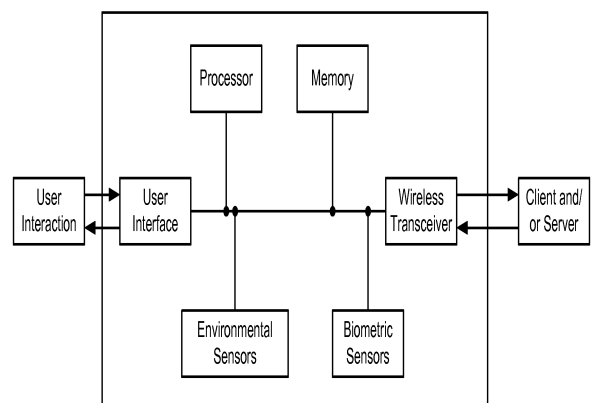 Processor
Memory
User
Interaction
User
Interface
Wireless
Transceiver
Client and/
or Server
Environmental
Sensors
Biometric
Sensors